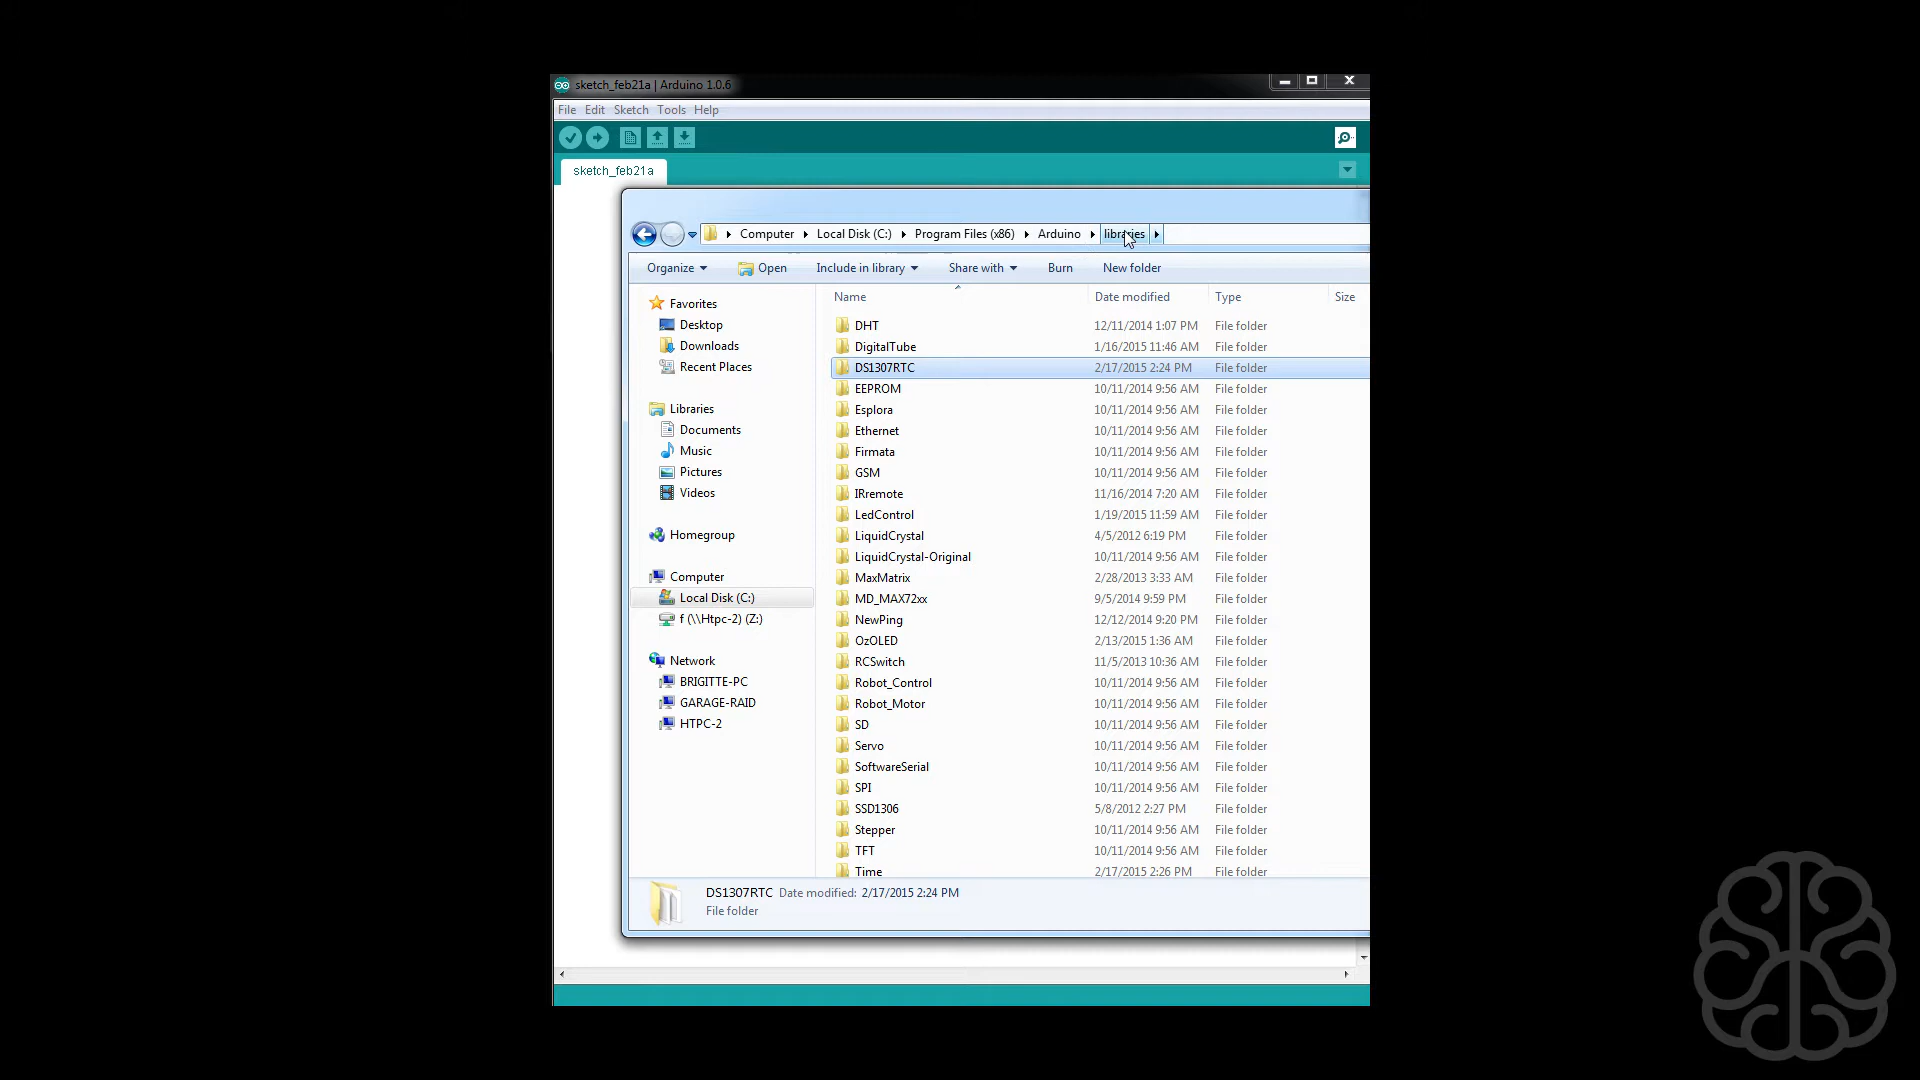 sketch_feb21a | Arduino 1.0.6
File Edit Sketch Tools Help
sketch_feb21a
Computer Local Disk (C:) Program Files (x86) Arduino libraries
Organize Open Include in library Share with Burn New folder
Favorites
Desktop
Downloads
Recent Places
Libraries
Documents
Music
Pictures
Videos
Homegroup
Computer
Local Disk (C:)
f (\\Htpc-2) (Z:)
Network
BRIGITTE-PC
GARAGE-RAID
HTPC-2
Name Date modified Type Size
DHT 12/11/2014 1:07 PM File folder
DigitalTube 1/16/2015 11:46 AM File folder
DS1307RTC 2/17/2015 2:24 PM File folder
EEPROM 10/11/2014 9:56 AM File folder
Esplora 10/11/2014 9:56 AM File folder
Ethernet 10/11/2014 9:56 AM File folder
Firmata 10/11/2014 9:56 AM File folder
GSM 10/11/2014 9:56 AM File folder
IRremote 11/16/2014 7:20 AM File folder
LedControl 1/19/2015 11:59 AM File folder
LiquidCrystal 4/5/2012 6:19 PM File folder
LiquidCrystal-Original 10/11/2014 9:56 AM File folder
MaxMatrix 2/28/2013 3:33 AM File folder
MD_MAX72xx 9/5/2014 9:59 PM File folder
NewPing 12/12/2014 9:20 PM File folder
OzOLED 2/13/2015 1:36 AM File folder
RCSwitch 11/5/2013 10:36 AM File folder
Robot_Control 10/11/2014 9:56 AM File folder
Robot_Motor 10/11/2014 9:56 AM File folder
SD 10/11/2014 9:56 AM File folder
Servo 10/11/2014 9:56 AM File folder
SoftwareSerial 10/11/2014 9:56 AM File folder
SPI 10/11/2014 9:56 AM File folder
SSD1306 5/8/2012 2:27 PM File folder
Stepper 10/11/2014 9:56 AM File folder
TFT 10/11/2014 9:56 AM File folder
Time 2/17/2015 2:26 PM File folder
DS1307RTC Date modified: 2/17/2015 2:24 PM
File folder